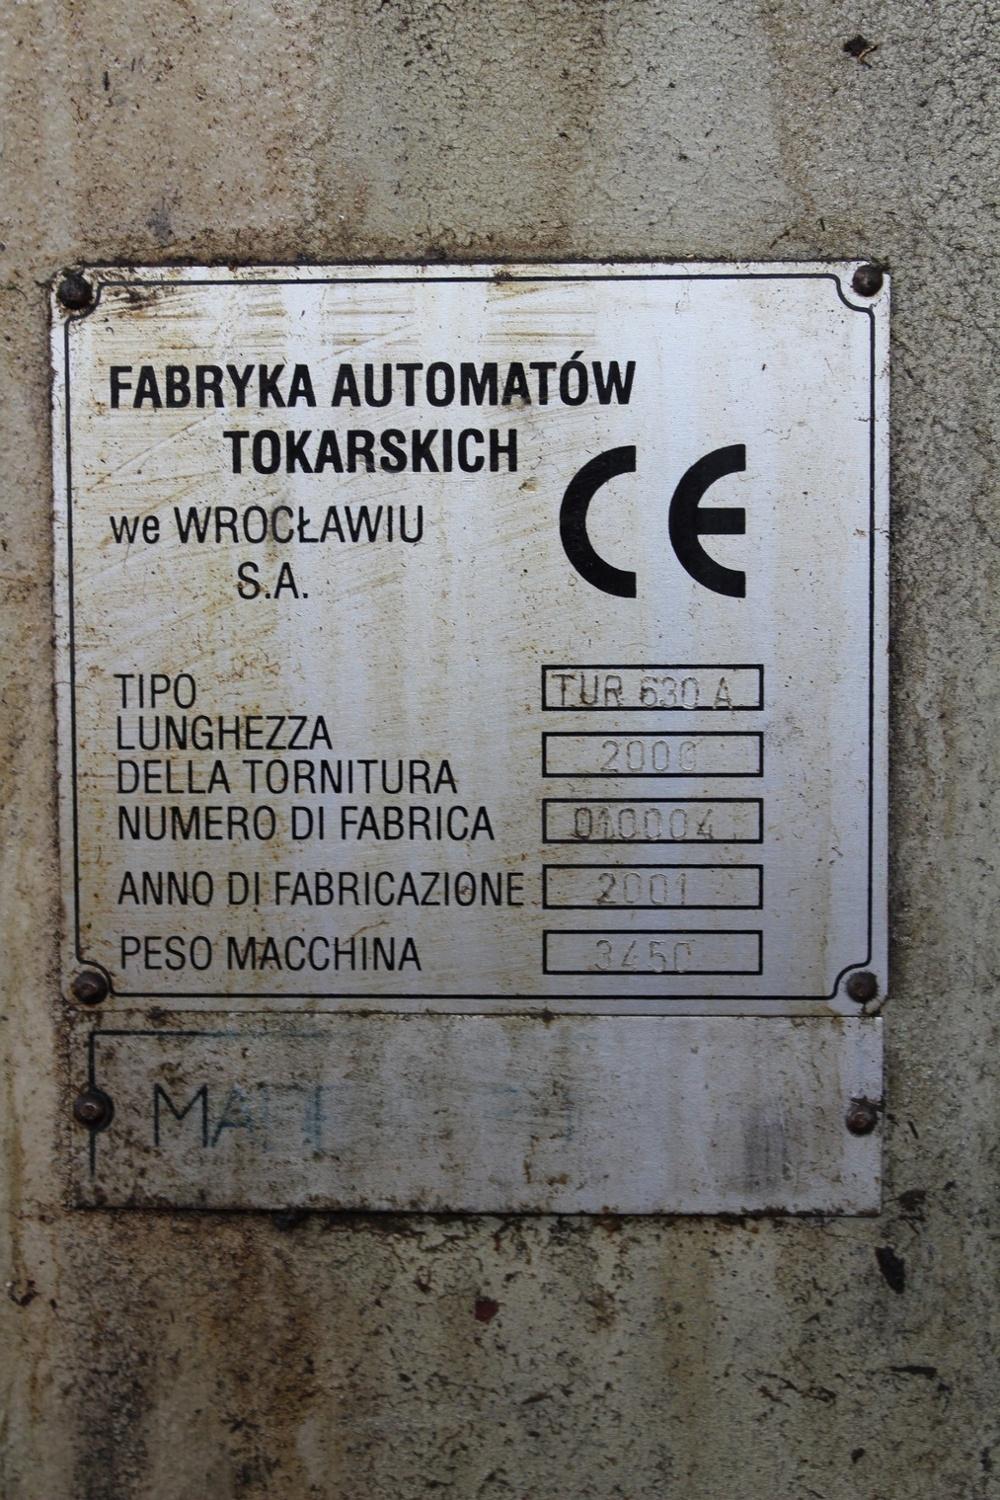 FABRYKA AUTOMATÓW
TOKARSKICH
we WROCŁAWIU
S.A.
CE
TIPO TUR 630 A
LUNGHEZZA
DELLA TORNITURA 2000
NUMERO DI FABRICA 010004
ANNO DI FABRICAZIONE 2001
PESO MACCHINA 3450